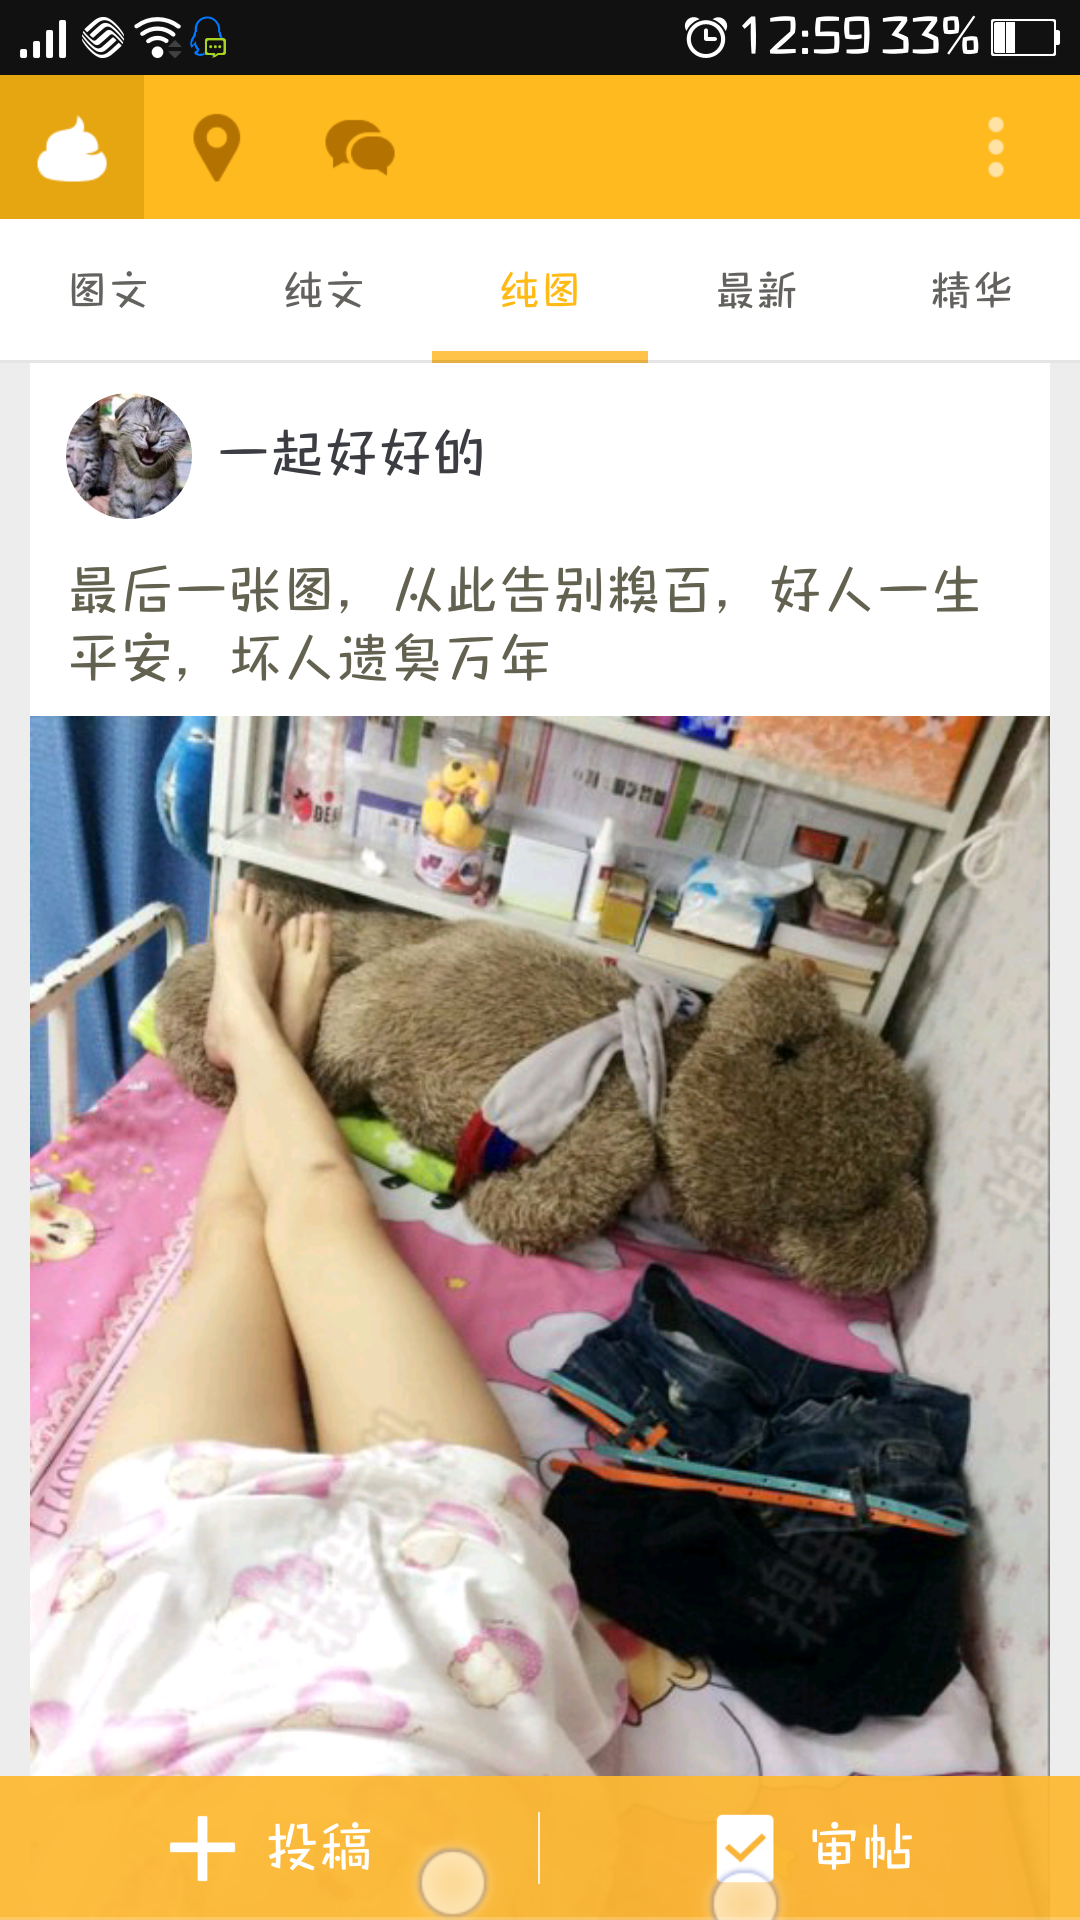 12:59 33%
图文 纯文 纯图 最新 精华
一起好好的
最后一张图，从此告别糗百，好人一生
平安，坏人遗臭万年
投稿 审帖